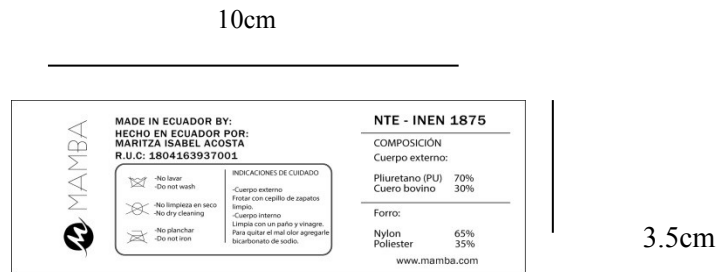 10cm
MAMBA
MADE IN ECUADOR BY:
HECHO EN ECUADOR POR:
MARITZA ISABEL ACOSTA
R.U.C: 1804163937001
-No lavar
-Do not wash
-No limpieza en seco
-No dry cleaning
-No planchar
-Do not iron
INDICACIONES DE CUIDADO
-Cuerpo externo
Frotar con cepillo de zapatos
limpio.
-Cuerpo interno
Limpia con un paño y vinagre.
Para quitar el mal olor agregarle
bicarbonato de sodio.
NTE - INEN 1875
COMPOSICIÓN
Cuerpo externo:
Pliuretano (PU) 70%
Cuero bovino 30%
Forro:
Nylon 65%
Poliester 35%
www.mamba.com
3.5cm